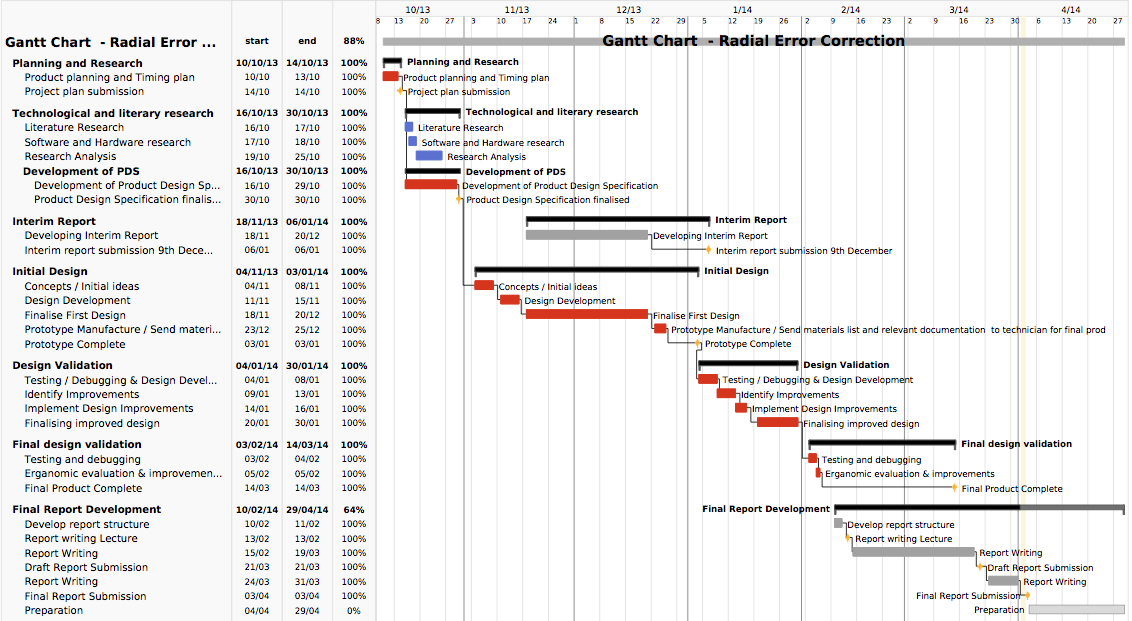 10/13 11/13 12/13 1/14 2/14 3/14 4/14
8 13 20 27 3 10 17 24 1 8 15 22 29 5 12 19 26 2 9 16 23 2 9 16 23 30 6 13 20 27
Gantt Chart - Radial Error ... start end 88% Gantt Chart - Radial Error Correction
Planning and Research 10/10/13 14/10/13 100% Planning and Research
Product planning and Timing plan 10/10 13/10 100% Product planning and Timing plan
Project plan submission 14/10 14/10 100% Project plan submission
Technological and literary research 16/10/13 30/10/13 100% Technological and literary research
Literature Research 16/10 17/10 100% Literature Research
Software and Hardware research 17/10 18/10 100% Software and Hardware research
Research Analysis 19/10 25/10 100% Research Analysis
Development of PDS 16/10/13 30/10/13 100% Development of PDS
Development of Product Design Sp... 16/10 29/10 100% Development of Product Design Specification
Product Design Specification finalis... 30/10 30/10 100% Product Design Specification finalised
Interim Report 18/11/13 06/01/14 100% Interim Report
Developing Interim Report 18/11 20/12 100% Developing Interim Report
Interim report submission 9th Dece... 06/01 06/01 100% Interim report submission 9th December
Initial Design 04/11/13 03/01/14 100% Initial Design
Concepts / Initial ideas 04/11 08/11 100% Concepts / Initial ideas
Design Development 11/11 15/11 100% Design Development
Finalise First Design 18/11 20/12 100% Finalise First Design
Prototype Manufacture / Send materi... 23/12 25/12 100% Prototype Manufacture / Send materials list and relevant documentation to technician for final prod
Prototype Complete 03/01 03/01 100% Prototype Complete
Design Validation 04/01/14 30/01/14 100% Design Validation
Testing / Debugging & Design Devel... 04/01 08/01 100% Testing / Debugging & Design Development
Identify Improvements 09/01 13/01 100% Identify Improvements
Implement Design Improvements 14/01 16/01 100% Implement Design Improvements
Finalising improved design 20/01 30/01 100% Finalising improved design
Final design validation 03/02/14 14/03/14 100% Final design validation
Testing and debugging 03/02 04/02 100% Testing and debugging
Erganomic evaluation & improvemen... 05/02 05/02 100% Erganomic evaluation & improvements
Final Product Complete 14/03 14/03 100% Final Product Complete
Final Report Development 10/02/14 29/04/14 64% Final Report Development
Develop report structure 10/02 11/02 100% Develop report structure
Report writing Lecture 13/02 13/02 100% Report writing Lecture
Report Writing 15/02 19/03 100% Report Writing
Draft Report Submission 21/03 21/03 100% Draft Report Submission
Report Writing 24/03 31/03 100% Report Writing
Final Report Submission 03/04 03/04 100% Final Report Submission
Preparation 04/04 29/04 0% Preparation